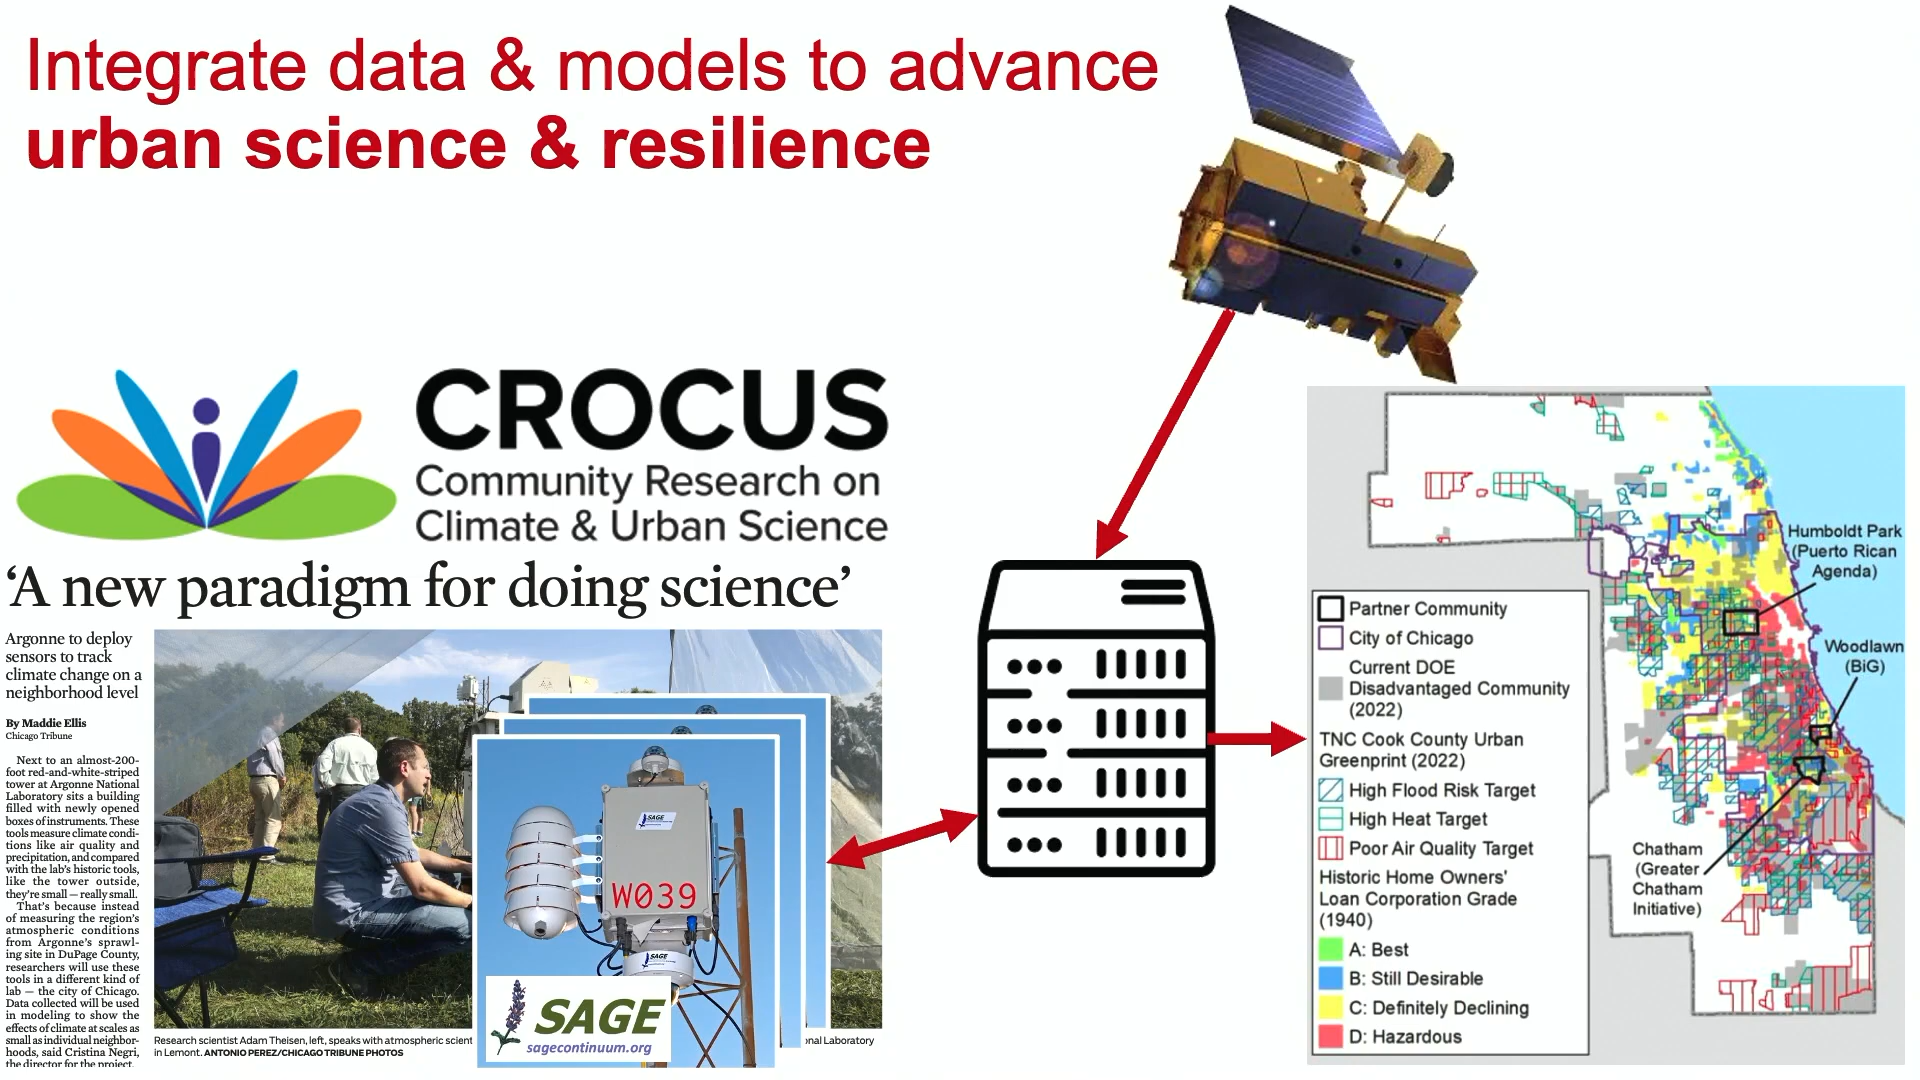 Integrate data & models to advance
urban science & resilience
CROCUS
Community Research on
Climate & Urban Science
‘A new paradigm for doing science’
Argonne to deploy
sensors to track
climate change on a
neighborhood level
By Maddie Ellis
Chicago Tribune
Next to an almost-200-
foot red-and-white-striped
tower at Argonne National
Laboratory sits a building
filled with newly opened
boxes of instruments. These
tools measure climate condi-
tions like air quality and
precipitation, and compared
with the lab’s historic tools,
like the tower outside,
they’re small — really small.
That’s because instead
of measuring the region’s
atmospheric conditions
from Argonne’s sprawl-
ing site in DuPage County,
researchers will use these
tools in a different kind of
lab — the city of Chicago.
Data collected will be used
in modeling to show the
effects of climate at scales as
small as individual neighbor-
hoods, said Cristina Negri,
the director for the project.
SAGE
W039
SAGE
SAGE
sagecontinuum.org
Research scientist Adam Theisen, left, speaks with atmospheric scient
onal Laboratory
in Lemont. ANTONIO PEREZ/CHICAGO TRIBUNE PHOTOS
Humboldt Park
(Puerto Rican
Agenda)
Woodlawn
(BiG)
Chatham
(Greater
Chatham
Initiative)
Partner Community
City of Chicago
Current DOE
Disadvantaged Community
(2022)
TNC Cook County Urban
Greenprint (2022)
High Flood Risk Target
High Heat Target
Poor Air Quality Target
Historic Home Owners'
Loan Corporation Grade
(1940)
A: Best
B: Still Desirable
C: Definitely Declining
D: Hazardous